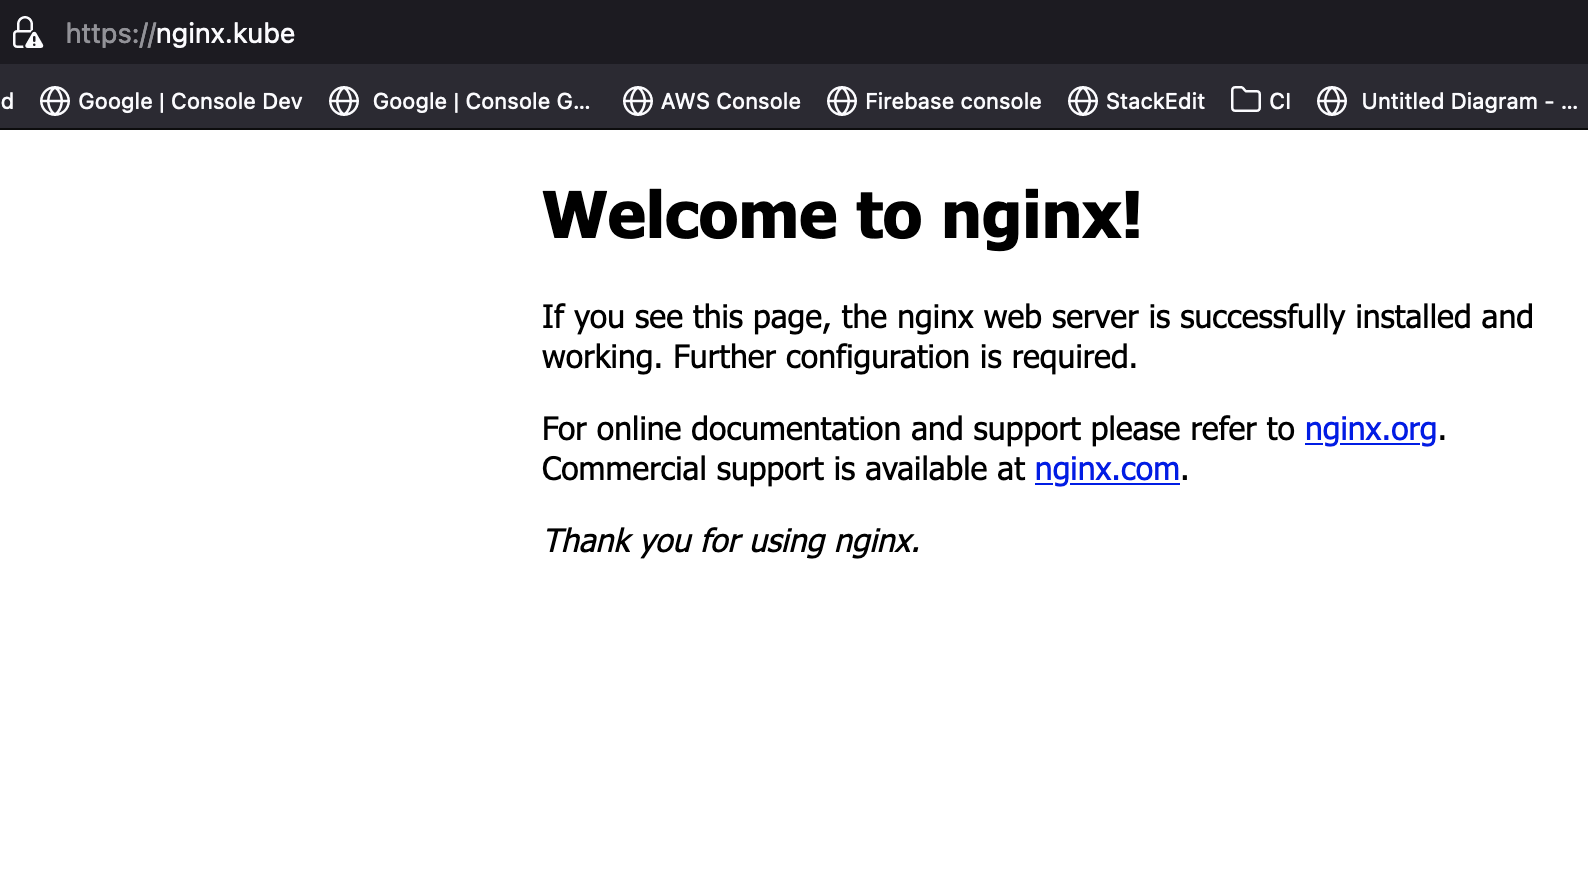 https://nginx.kube
d Google | Console Dev Google | Console G... AWS Console Firebase console StackEdit CI Untitled Diagram - ...
Welcome to nginx!
If you see this page, the nginx web server is successfully installed and
working. Further configuration is required.
For online documentation and support please refer to nginx.org.
Commercial support is available at nginx.com.
Thank you for using nginx.